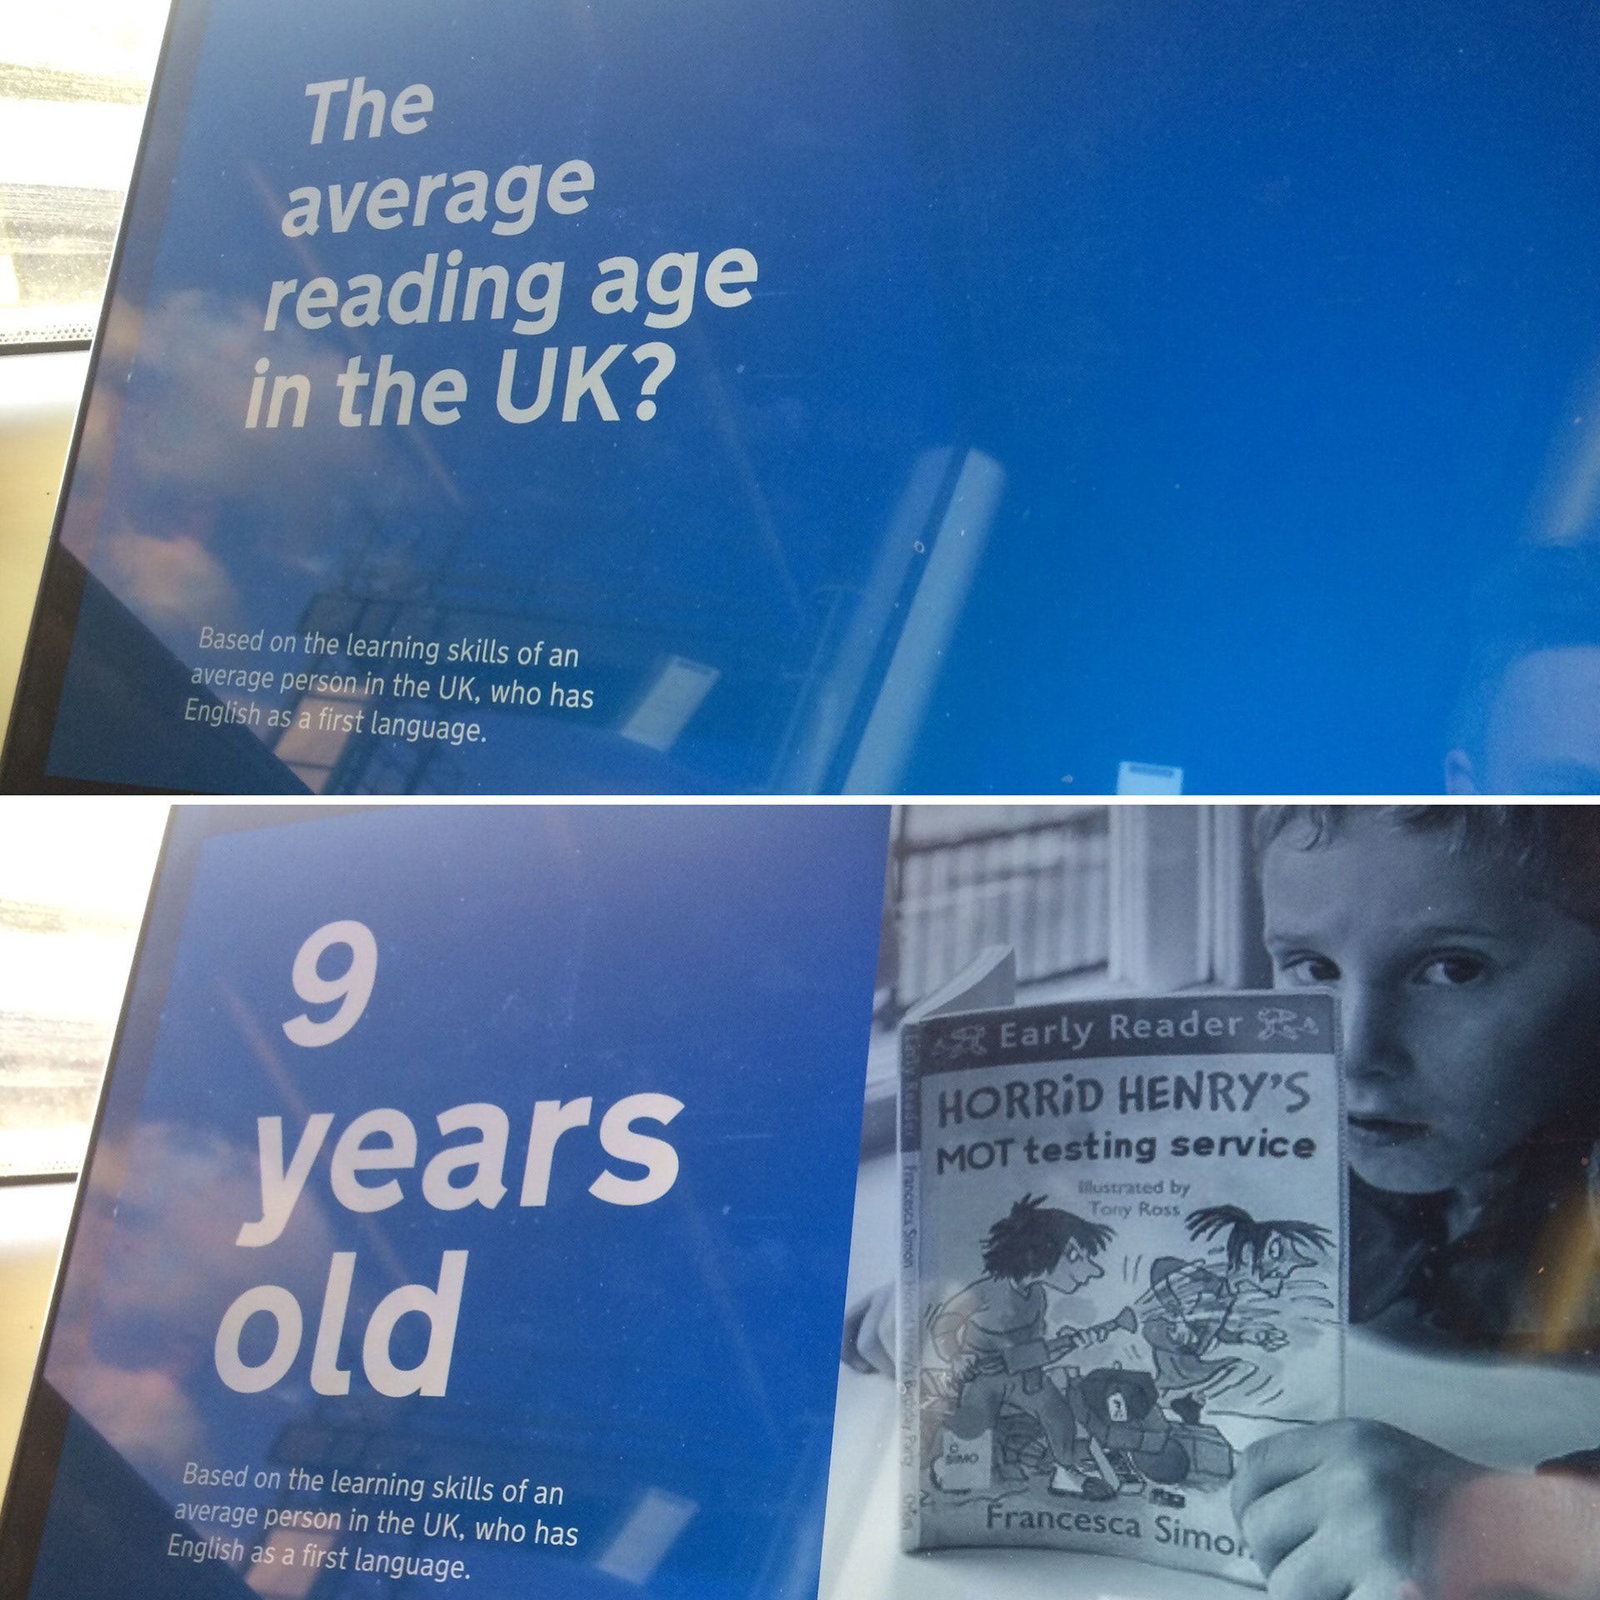 The
average
reading age
in the UK?
Based on the learning skills of an
average person in the UK, who has
English as a first language.
9
years
old
Based on the learning skills of an
average person in the UK, who has
English as a first language.
Early Reader
HORRiD HENRY'S
MOT testing service
Illustrated by
Tony Ross
Francesca Simon